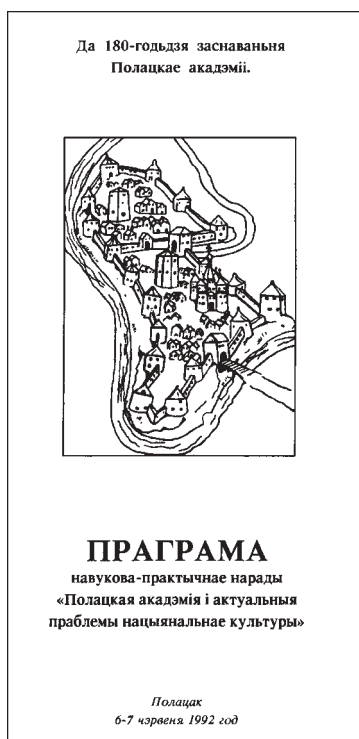 Да 180-годьдзя заснаваньня
Полацкае акадэміі.
ПРАГРАМА
навукова-практычнае нарады
«Полацкая акадэмія і актуальныя
праблемы нацыянальнае культуры»
Полацак
6-7 чэрвеня 1992 год